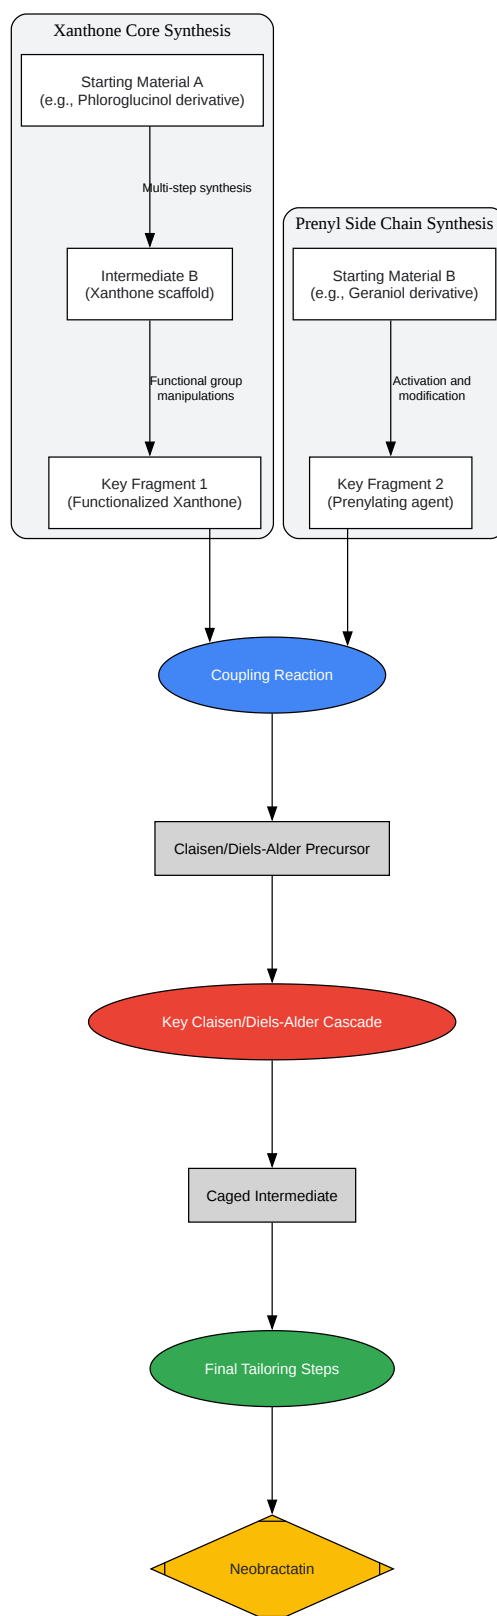 Xanthone Core Synthesis
Starting Material A
(e.g., Phloroglucinol derivative)
Multi-step synthesis
Intermediate B
(Xanthone scaffold)
Functional group
manipulations
Key Fragment 1
(Functionalized Xanthone)
Prenyl Side Chain Synthesis
Starting Material B
(e.g., Geraniol derivative)
Activation and
modification
Key Fragment 2
(Prenylating agent)
Coupling Reaction
Claisen/Diels-Alder Precursor
Key Claisen/Diels-Alder Cascade
Caged Intermediate
Final Tailoring Steps
Neobractatin